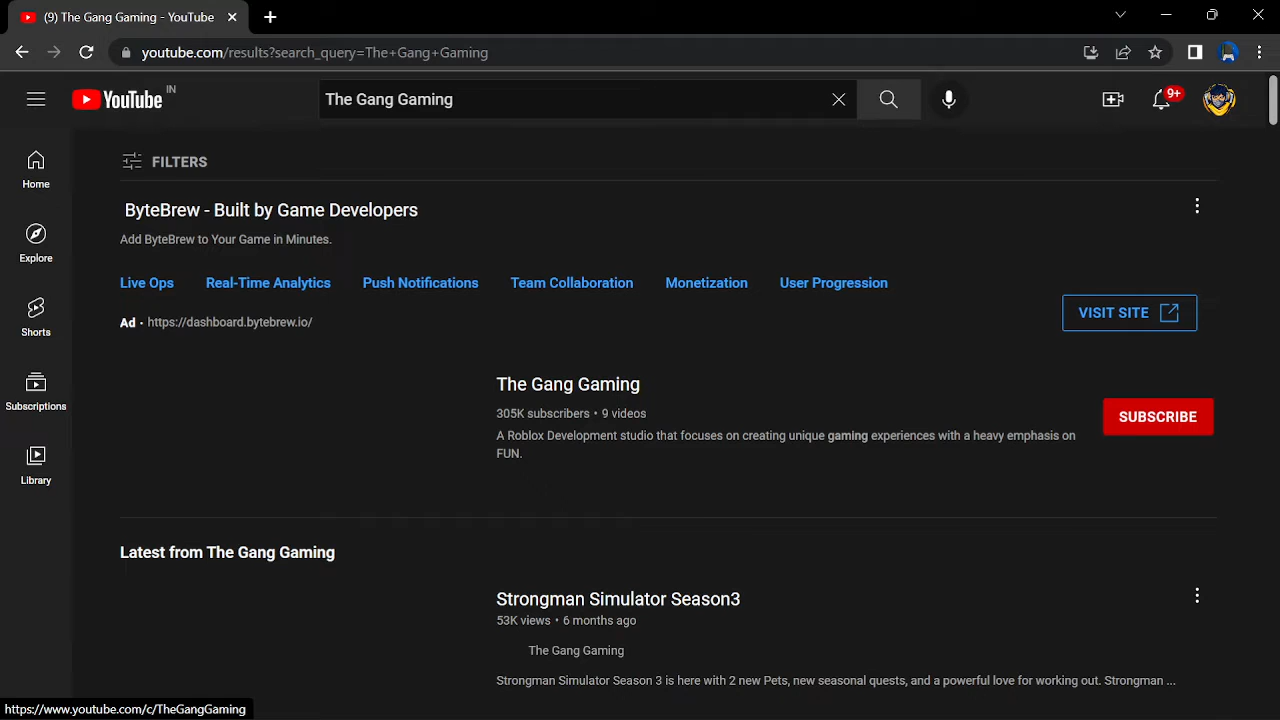 (9) The Gang Gaming - YouTube
youtube.com/results?search_query=The+Gang+Gaming
YouTube IN
The Gang Gaming
9+
Home
Explore
Shorts
Subscriptions
Library
FILTERS
ByteBrew - Built by Game Developers
Add ByteBrew to Your Game in Minutes.
Live Ops Real-Time Analytics Push Notifications Team Collaboration Monetization User Progression
Ad · https://dashboard.bytebrew.io/
VISIT SITE
The Gang Gaming
305K subscribers • 9 videos
A Roblox Development studio that focuses on creating unique gaming experiences with a heavy emphasis on
FUN.
SUBSCRIBE
Latest from The Gang Gaming
Strongman Simulator Season3
53K views • 6 months ago
The Gang Gaming
Strongman Simulator Season 3 is here with 2 new Pets, new seasonal quests, and a powerful love for working out. Strongman ...
https://www.youtube.com/c/TheGangGaming